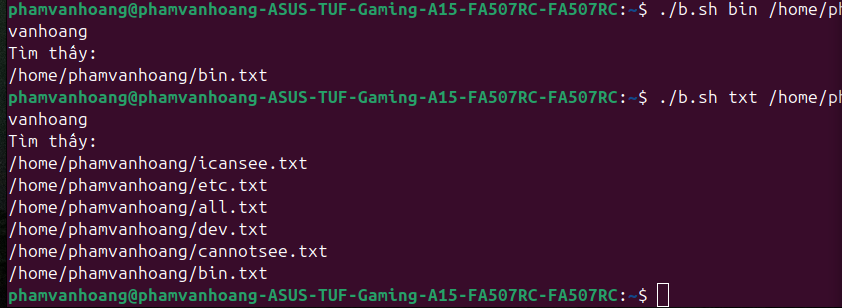 phamvanhoang@phamvanhoang-ASUS-TUF-Gaming-A15-FA507RC-FA507RC:~$ ./b.sh bin /home/ph
vanhoang
Tìm thấy:
/home/phamvanhoang/bin.txt
phamvanhoang@phamvanhoang-ASUS-TUF-Gaming-A15-FA507RC-FA507RC:~$ ./b.sh txt /home/ph
vanhoang
Tìm thấy:
/home/phamvanhoang/icansee.txt
/home/phamvanhoang/etc.txt
/home/phamvanhoang/all.txt
/home/phamvanhoang/dev.txt
/home/phamvanhoang/cannotsee.txt
/home/phamvanhoang/bin.txt
phamvanhoang@phamvanhoang-ASUS-TUF-Gaming-A15-FA507RC-FA507RC:~$